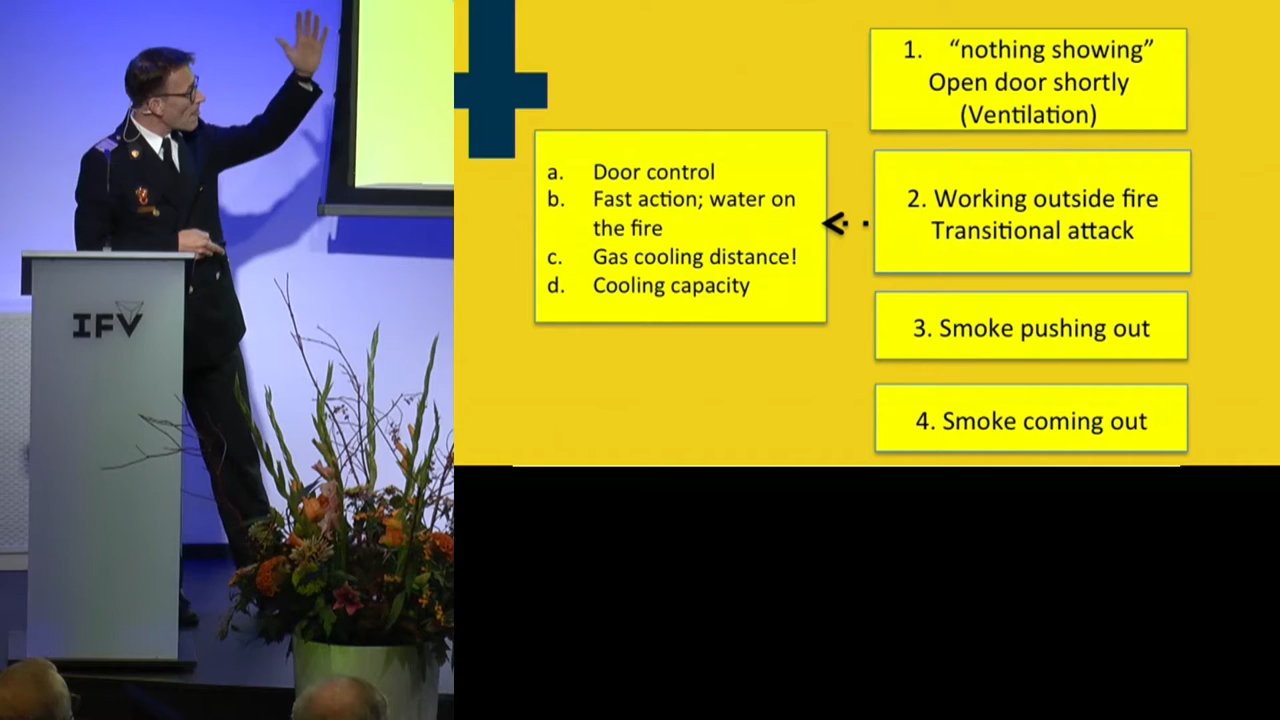 IFV
1. “nothing showing”
Open door shortly
(Ventilation)
a. Door control
b. Fast action; water on
the fire
c. Gas cooling distance!
d. Cooling capacity
2. Working outside fire
Transitional attack
3. Smoke pushing out
4. Smoke coming out